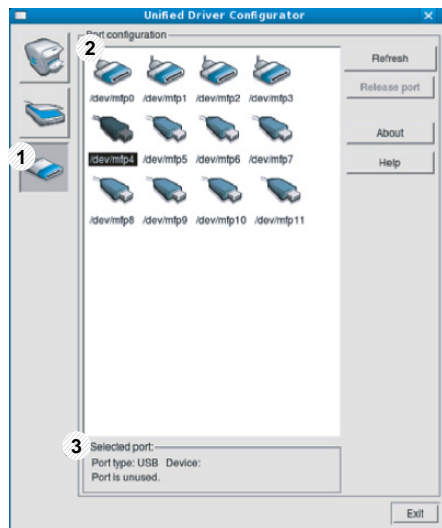 Unified Driver Configurator
Port configuration
2
/dev/mfp0 /dev/mfp1 /dev/mfp2 /dev/mfp3
/dev/mfp4 /dev/mfp5 /dev/mfp6 /dev/mfp7
/dev/mfp8 /dev/mfp9 /dev/mfp10 /dev/mfp11
Refresh
Release port
About
Help
1
3
Selected port:
Port type: USB Device:
Port is unused.
Exit